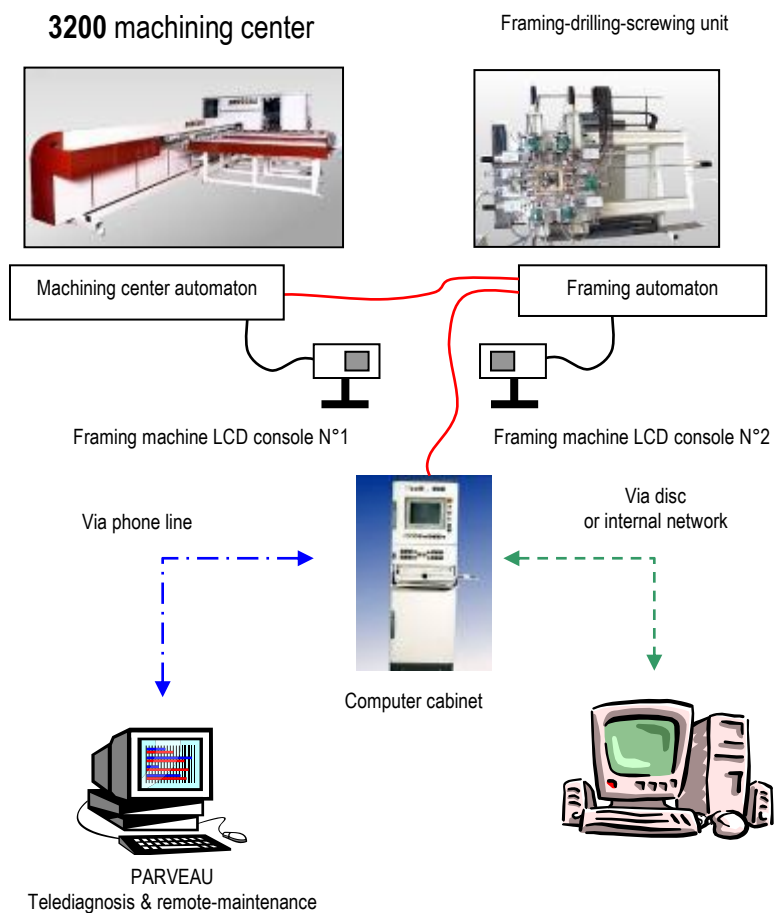 3200 machining center
Framing-drilling-screwing unit
PARVEAU
Machining center automaton
Framing automaton
Framing machine LCD console N°1
Framing machine LCD console N°2
Via phone line
Via disc
or internal network
Computer cabinet
PARVEAU
Telediagnosis & remote-maintenance